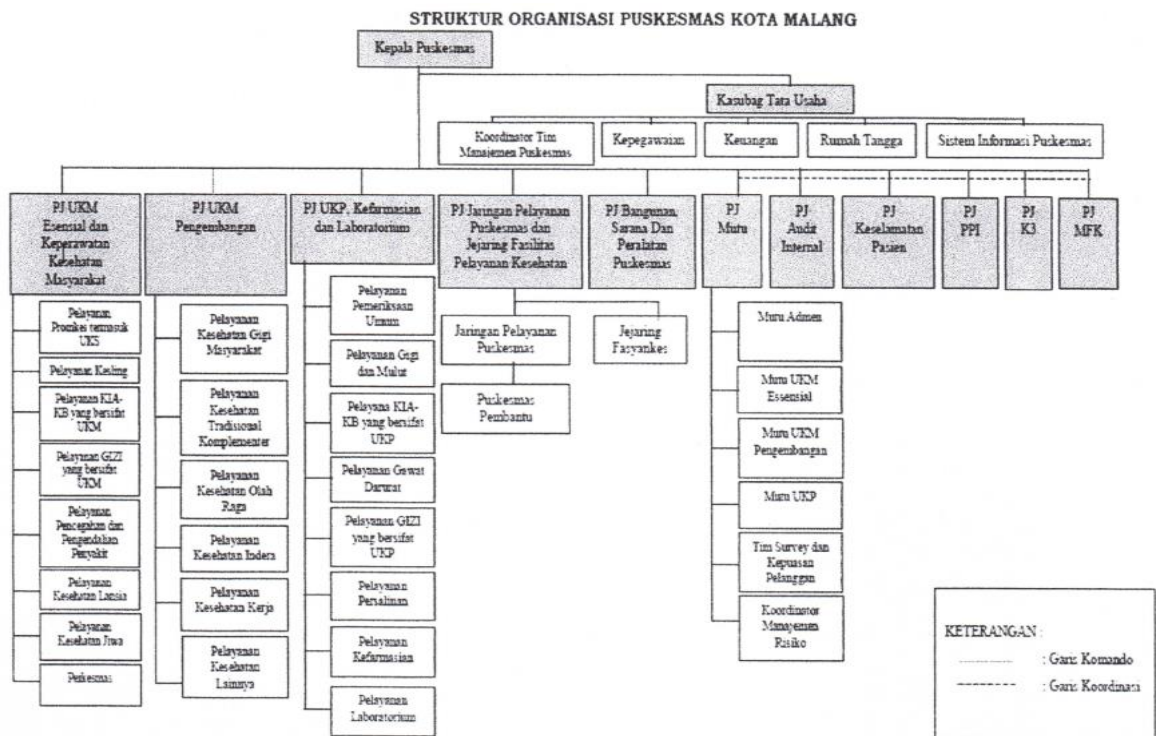 STRUKTUR ORGANISASI PUSKESMAS KOTA MALANG
Kepala Puskesmas
Kasubag Tata Usaha
Koordinator Tim
Manajemen Puskesmas
Kepegawaian
Keuangan
Rumah Tangga
Sistem Informasi Puskesmas
PJ UKM
Esensial dan
Keperawatan
Kesehatan
Masyarakat
PJ UKM
Pengembangan
PJ UKP, Kefarmasian
dan Laboratorium
PJ Jaringan Pelayanan
Puskesmas dan
Jejaring Fasilitas
Pelayanan Kesehatan
PJ Bangunan,
Sarana Dan
Peralatan
Puskesmas
PJ
Mutu
PJ
Audit
Internal
PJ
Keselamatan
Pasien
PJ
PPI
PJ
K3
PJ
MFK
Pelayanan
Promkes termasuk
UKS
Pelayanan Kesling
Pelayanan KIA-
KB yang bersifat
UKM
Pelayanan GIZI
yang bersifat
UKM
Pelayanan
Pencegahan dan
Pengendalian
Penyakit
Pelayanan
Kesehatan Lansia
Pelayanan
Kesehatan Jiwa
Perkesmas
Pelayanan
Kesehatan Gigi
Masyarakat
Pelayanan
Kesehatan
Tradisional
Komplementer
Pelayanan
Kesehatan Olah
Raga
Pelayanan
Kesehatan Indera
Pelayanan
Kesehatan Kerja
Pelayanan
Kesehatan
Lainnya
Pelayanan
Pemeriksaan
Umum
Pelayanan Gigi
dan Mulut
Pelayana KIA-
KB yang bersifat
UKP
Pelayanan Gawat
Darurat
Pelayanan GIZI
yang bersifat
UKP
Pelayanan
Persalinan
Pelayanan
Kefarmasian
Pelayanan
Laboratorium
Jaringan Pelayanan
Puskesmas
Puskesmas
Pembantu
Jejaring
Fasyankes
Mutu Admen
Mutu UKM
Essensial
Mutu UKM
Pengembangan
Mutu UKP
Tim Survey dan
Kepuasan
Pelanggan
Koordinator
Manajemen
Risiko
KETERANGAN :
: Garis Komando
: Garis Koordinasi